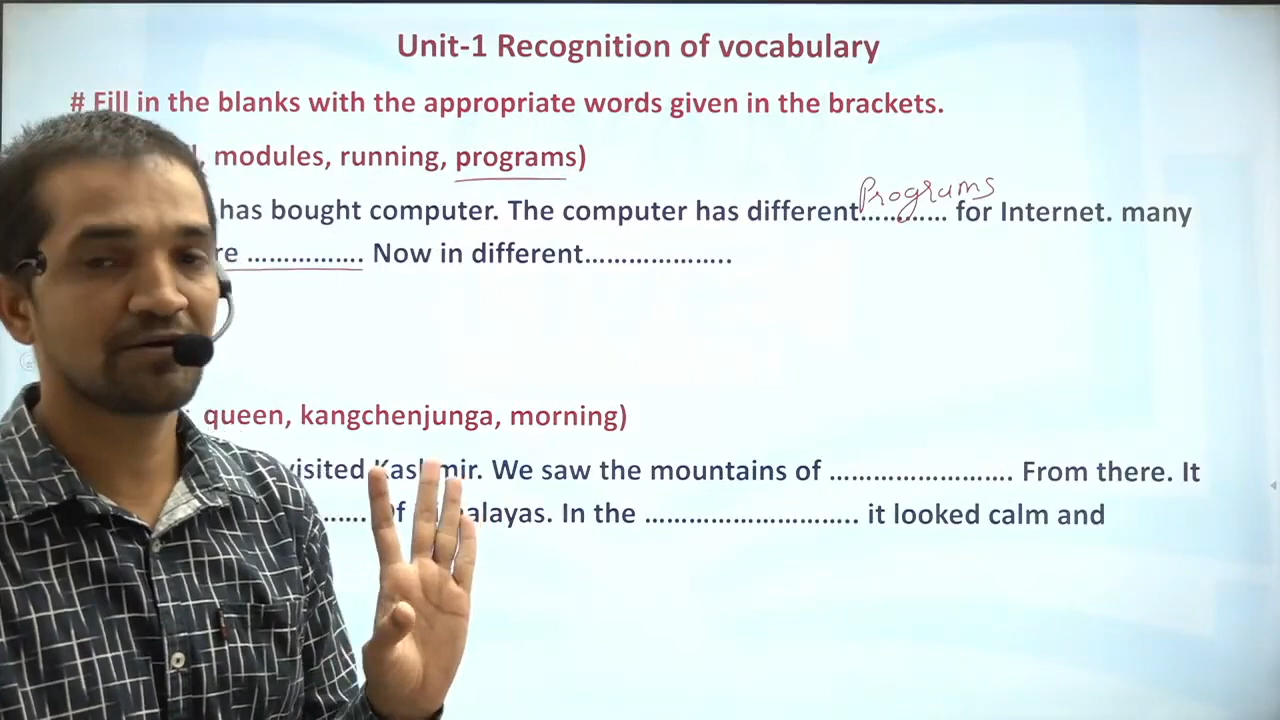 Unit-1 Recognition of vocabulary
# Fill in the blanks with the appropriate words given in the brackets.
, modules, running, programs)
Programs
has bought computer. The computer has different………… for Internet. many
re ……………. Now in different………………..
queen, kangchenjunga, morning)
visited Kashmir. We saw the mountains of ………………………. From there. It
…….. Of Himalayas. In the ……………………….. it looked calm and